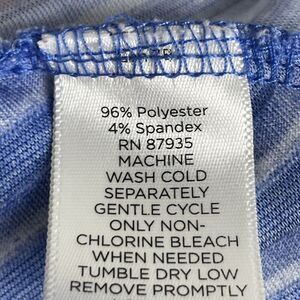 96% Polyester
4% Spandex
RN 87935
MACHINE
WASH COLD
SEPARATELY
GENTLE CYCLE
ONLY NON-
CHLORINE BLEACH
WHEN NEEDED
TUMBLE DRY LOW
REMOVE PROMPTLY